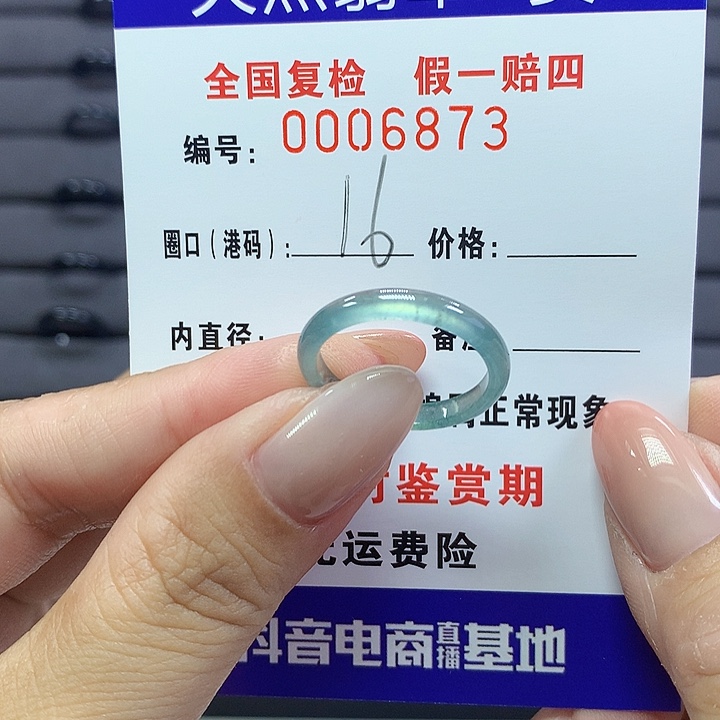 全国复检 假一赔四
编号: 0006873
圈口(港码): 16 价格:
内直径: 备注
正常现象
鉴赏期
运费险
抖音电商直播基地